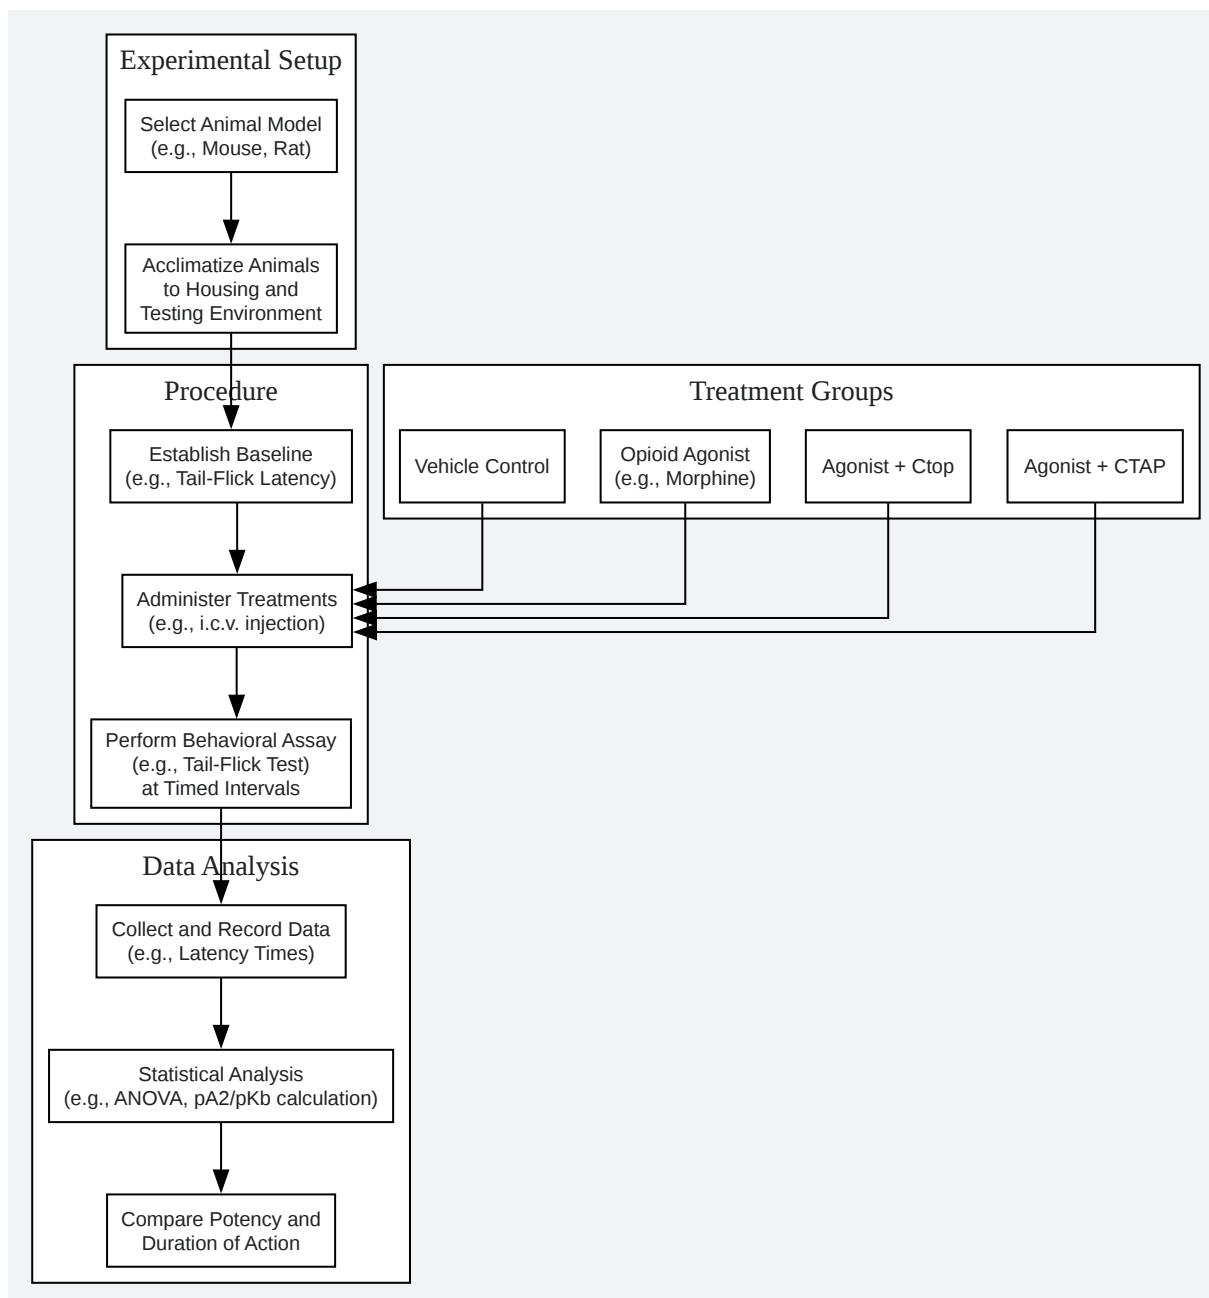 Experimental Setup
Select Animal Model
(e.g., Mouse, Rat)
Acclimatize Animals
to Housing and
Testing Environment
Procedure
Establish Baseline
(e.g., Tail-Flick Latency)
Administer Treatments
(e.g., i.c.v. injection)
Perform Behavioral Assay
(e.g., Tail-Flick Test)
at Timed Intervals
Treatment Groups
Vehicle Control
Opioid Agonist
(e.g., Morphine)
Agonist + Ctop
Agonist + CTAP
Data Analysis
Collect and Record Data
(e.g., Latency Times)
Statistical Analysis
(e.g., ANOVA, pA2/pKb calculation)
Compare Potency and
Duration of Action